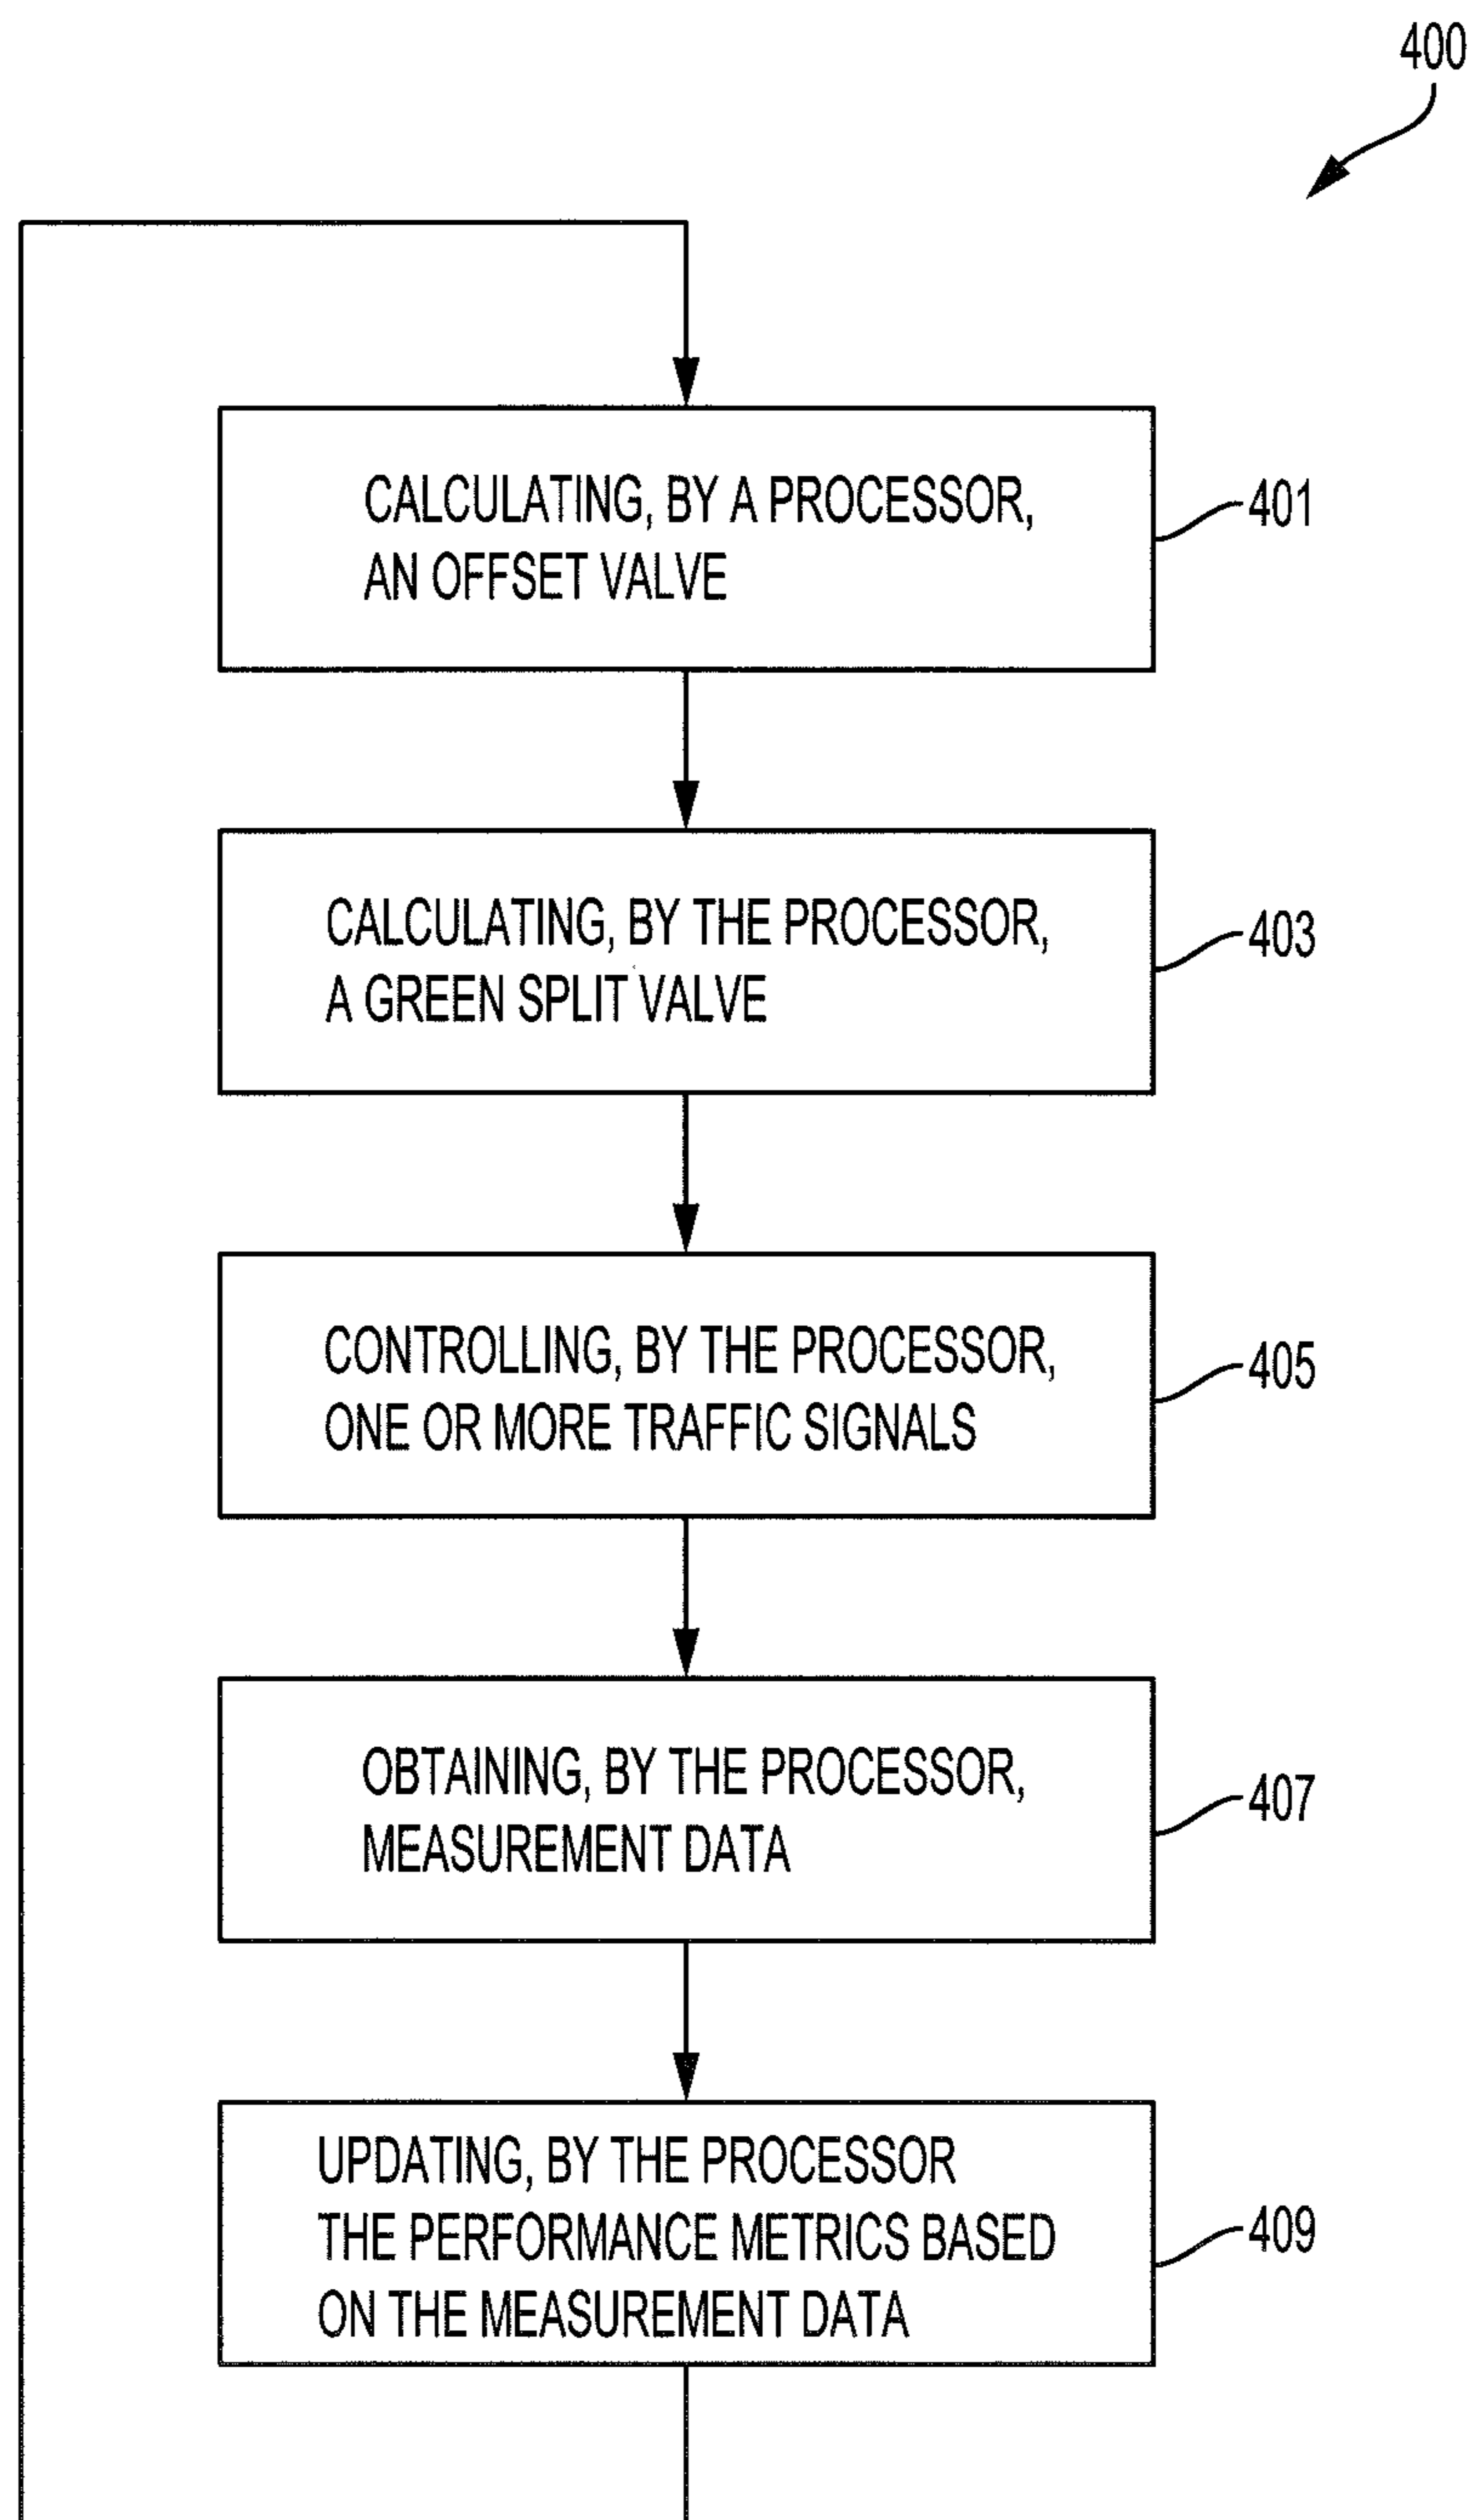 400
CALCULATING, BY A PROCESSOR,
AN OFFSET VALVE
401
CALCULATING, BY THE PROCESSOR,
A GREEN SPLIT VALVE
403
CONTROLLING, BY THE PROCESSOR,
ONE OR MORE TRAFFIC SIGNALS
405
OBTAINING, BY THE PROCESSOR,
MEASUREMENT DATA
407
UPDATING, BY THE PROCESSOR
THE PERFORMANCE METRICS BASED
ON THE MEASUREMENT DATA
409